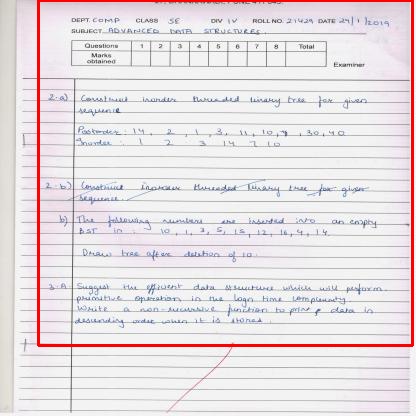 DEPT. COMP CLASS SE DIV IV ROLL NO. 21429 DATE 29/1/2019
SUBJECT ADVANCED DATA STRUCTURES.
Questions 1 2 3 4 5 6 7 8 Total
Marks obtained
Examiner
2-a) Construct inorder threaded binary tree for given
sequence
Postorder : 14, 2, 1, 3, 11, 10, 7, 30, 40
Inorder : 1 2 3 14 7 10
2-b) Construct inorder threaded binary tree for given
sequence.
b) The following numbers are inserted into an empty
BST in : 10, 1, 3, 5, 15, 12, 16, 4, 14.
Draw tree after deletion of 10.
3-A Suggest the efficient data structure which will perform
primitive operation in the logn time complexity
Write a non-recursive function to print data in
descending order when it is stored.